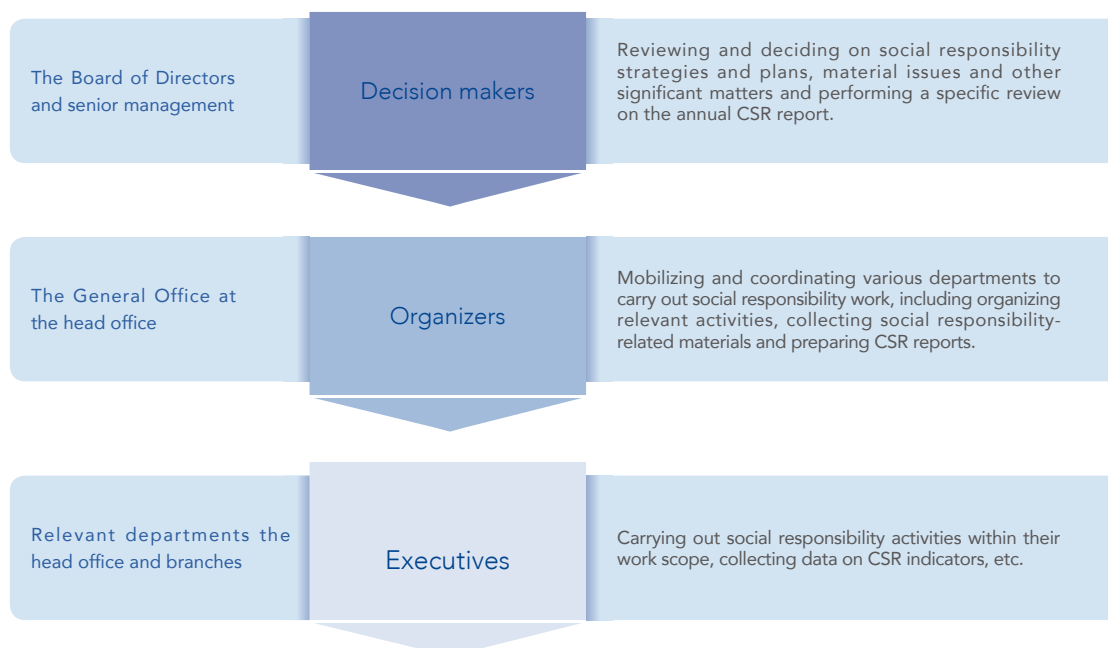 The Board of Directors
and senior management
Decision makers
Reviewing and deciding on social responsibility
strategies and plans, material issues and other
significant matters and performing a specific review
on the annual CSR report.
The General Office at
the head office
Organizers
Mobilizing and coordinating various departments to
carry out social responsibility work, including organizing
relevant activities, collecting social responsibility-
related materials and preparing CSR reports.
Relevant departments the
head office and branches
Executives
Carrying out social responsibility activities within their
work scope, collecting data on CSR indicators, etc.